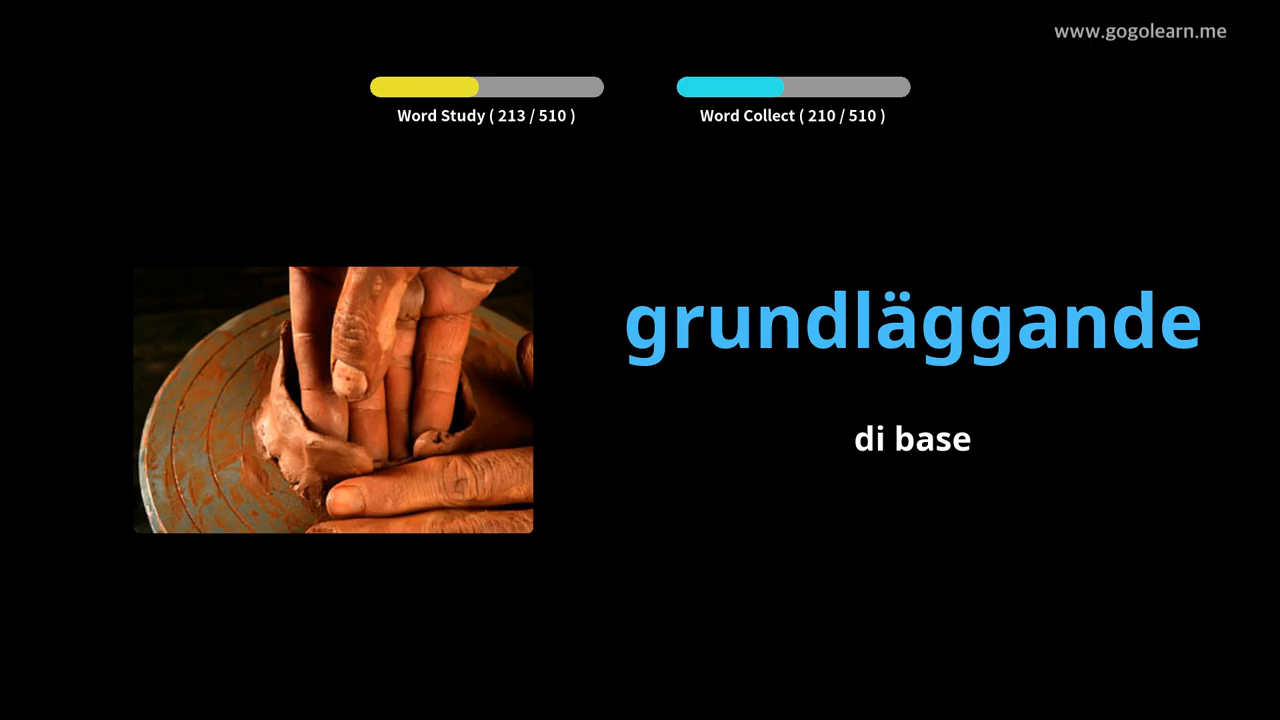 www.gogolearn.me
Word Study ( 213 / 510 )
Word Collect ( 210 / 510 )
grundläggande
di base